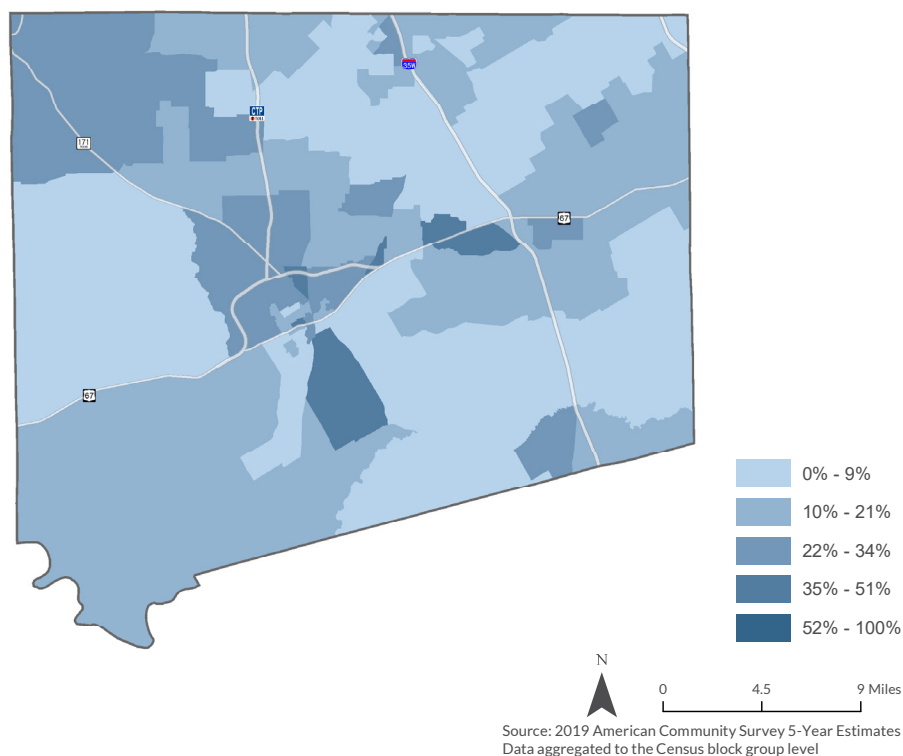 35W
CTP
171
67
67
0% - 9%
10% - 21%
22% - 34%
35% - 51%
52% - 100%
N
0 4.5 9 Miles
Source: 2019 American Community Survey 5-Year Estimates
Data aggregated to the Census block group level